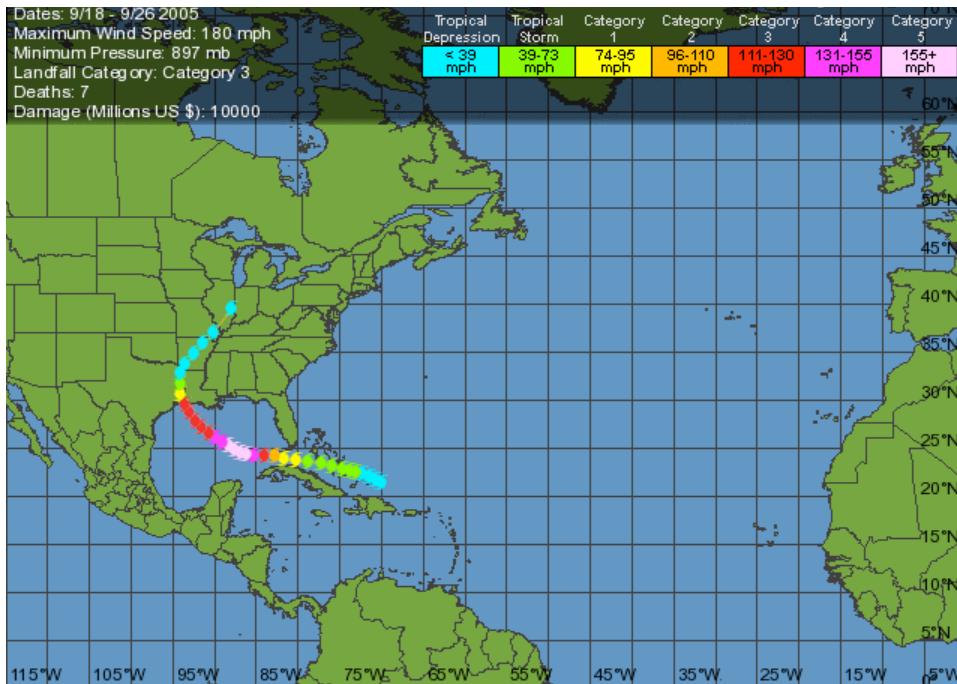 Dates: 9/18 - 9/26 2005
Maximum Wind Speed: 180 mph
Minimum Pressure: 897 mb
Landfall Category: Category 3
Deaths: 7
Damage (Millions US $): 10000
Tropical Depression
Tropical Storm
Category 1
Category 2
Category 3
Category 4
Category 5
< 39 mph
39-73 mph
74-95 mph
96-110 mph
111-130 mph
131-155 mph
155+ mph
60°N
55°N
50°N
45°N
40°N
35°N
30°N
25°N
20°N
15°N
10°N
5°N
0°
115°W 105°W 95°W 85°W 75°W 65°W 55°W 45°W 35°W 25°W 15°W 5°W